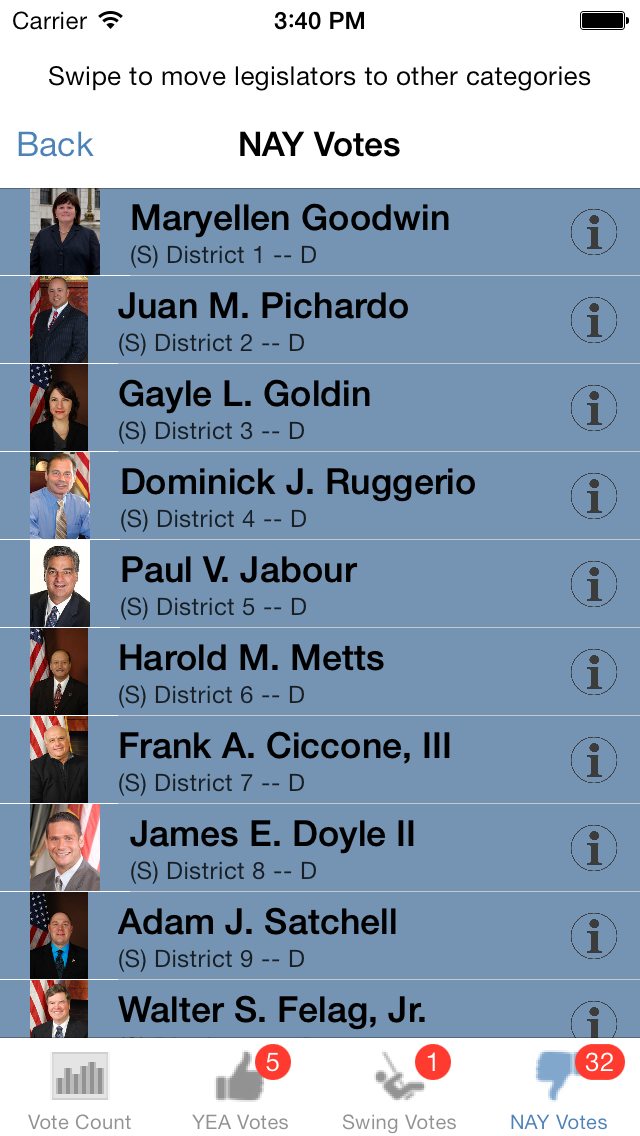 Carrier 3:40 PM
Swipe to move legislators to other categories
Back NAY Votes
Maryellen Goodwin
(S) District 1 -- D
Juan M. Pichardo
(S) District 2 -- D
Gayle L. Goldin
(S) District 3 -- D
Dominick J. Ruggerio
(S) District 4 -- D
Paul V. Jabour
(S) District 5 -- D
Harold M. Metts
(S) District 6 -- D
Frank A. Ciccone, III
(S) District 7 -- D
James E. Doyle II
(S) District 8 -- D
Adam J. Satchell
(S) District 9 -- D
Walter S. Felag, Jr.
5 1 32
Vote Count YEA Votes Swing Votes NAY Votes